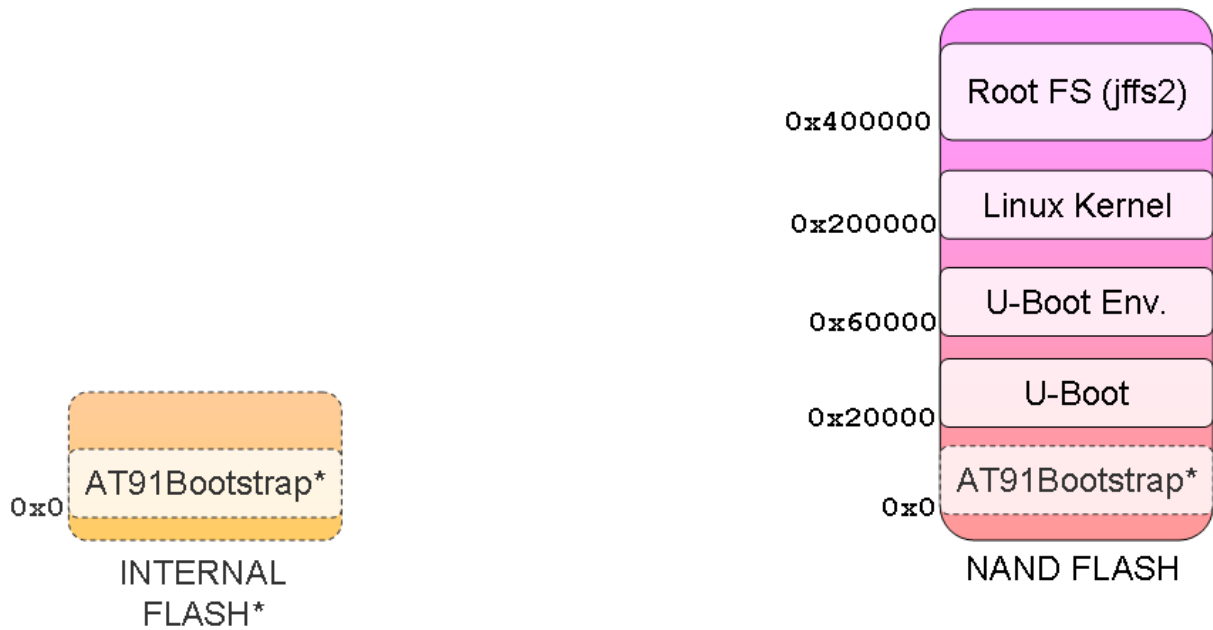 Root FS (jffs2)
0x400000
Linux Kernel
0x200000
U-Boot Env.
0x60000
U-Boot
0x20000
AT91Bootstrap*
0x0
NAND FLASH
AT91Bootstrap*
0x0
INTERNAL
FLASH*